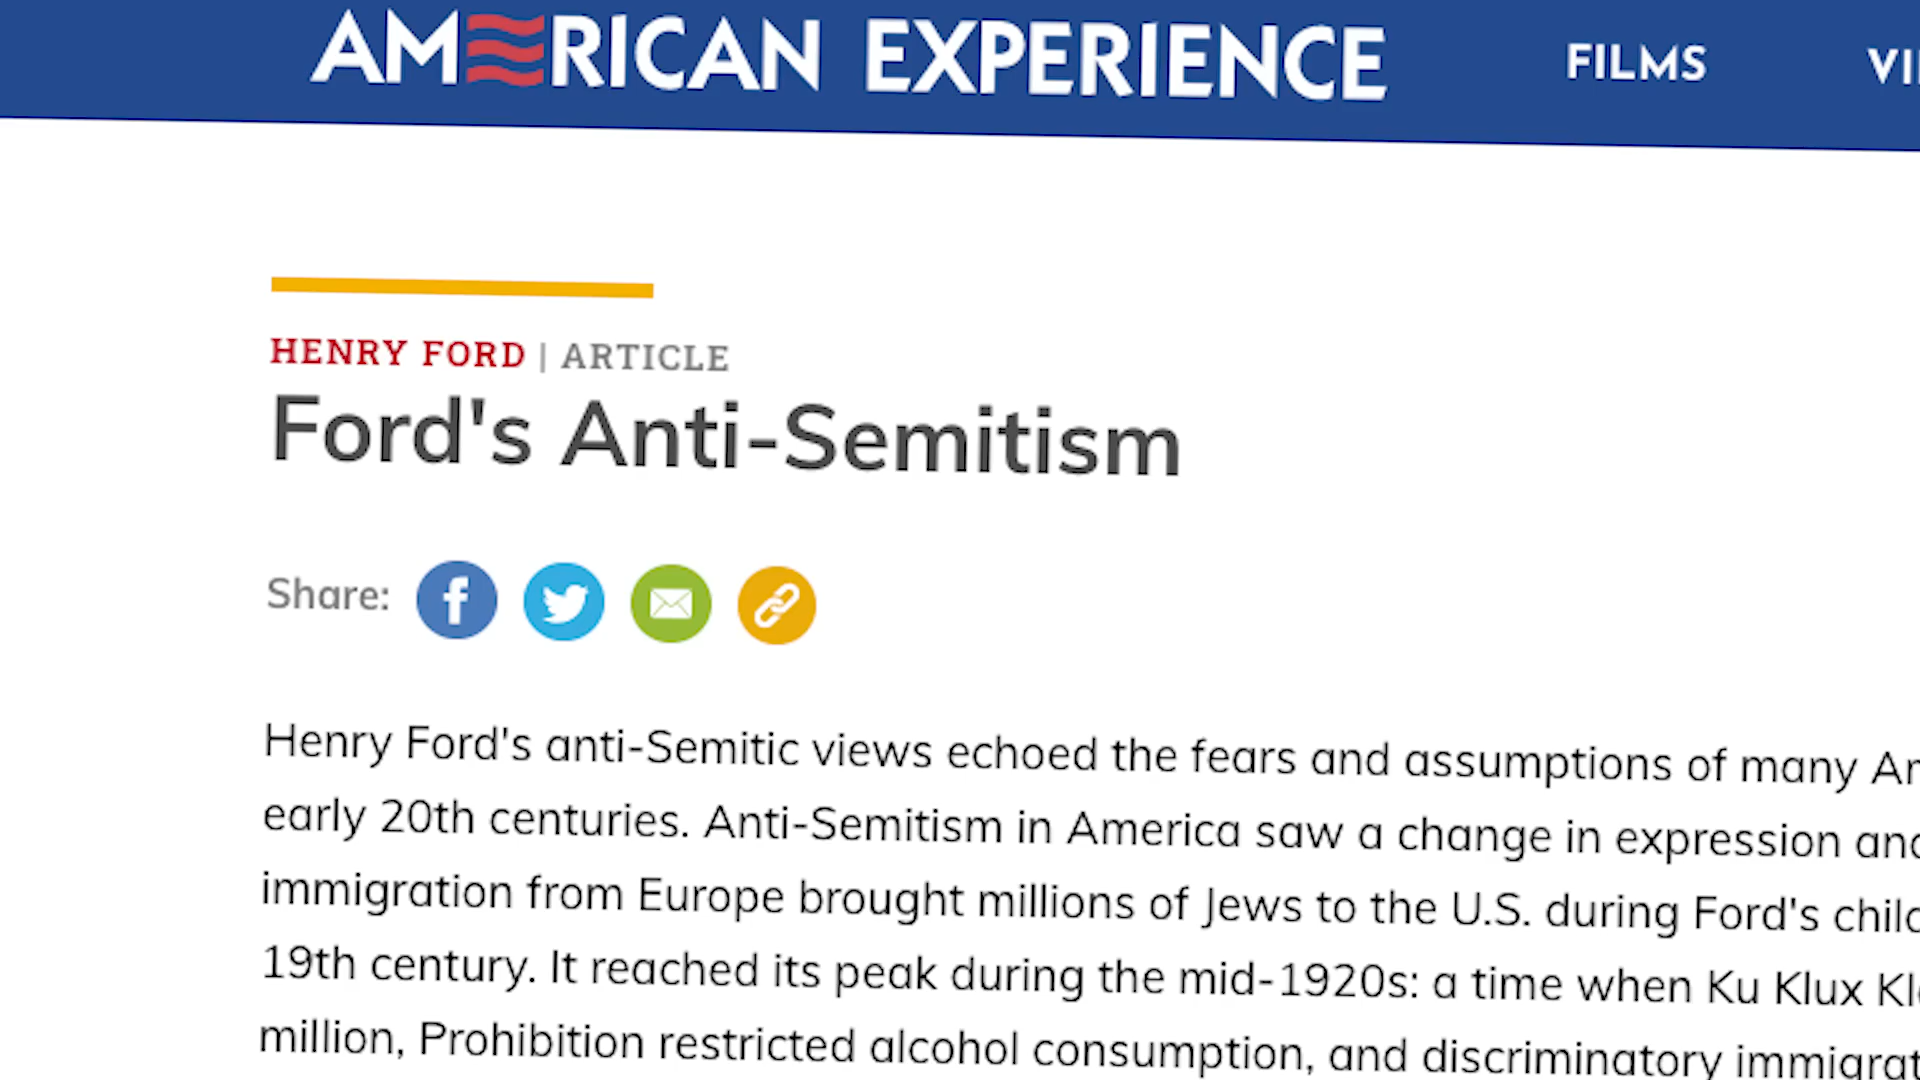 AMERICAN EXPERIENCE FILMS
HENRY FORD | ARTICLE
Ford's Anti-Semitism
Share:
Henry Ford's anti-Semitic views echoed the fears and assumptions of many
early 20th centuries. Anti-Semitism in America saw a change in expression
immigration from Europe brought millions of Jews to the U.S. during Ford's
19th century. It reached its peak during the mid-1920s: a time when Ku Klux
million, Prohibition restricted alcohol consumption, and discriminatory